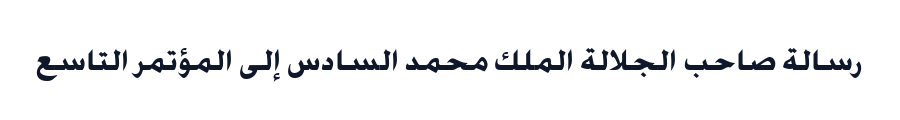 رسالة صاحب الجلالة الملك محمد السادس إلى المؤتمر التاسع